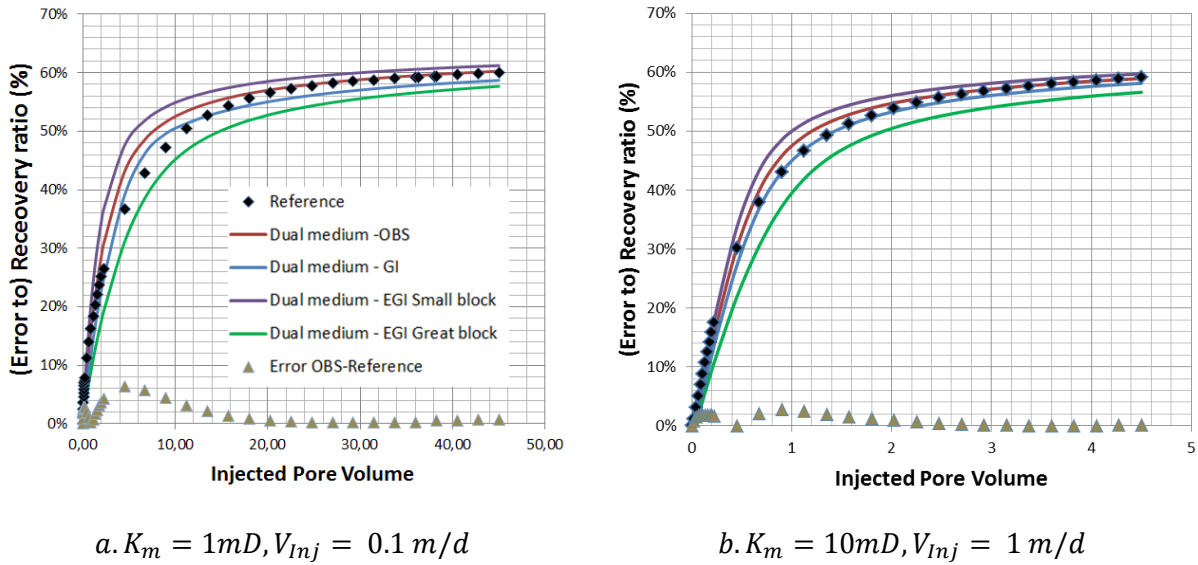 70%
60%
50%
40%
30%
20%
10%
0%
(Error to) Receovery ratio (%)
0,00 10,00 20,00 30,00 40,00 50,00
Injected Pore Volume
Reference
Dual medium -OBS
Dual medium - GI
Dual medium - EGI Small block
Dual medium - EGI Great block
Error OBS-Reference
a. K_m = 1mD, V_Inj = 0.1 m/d
70%
60%
50%
40%
30%
20%
10%
0%
(Error to) Recovery ratio (%)
0 1 2 3 4 5
Injected Pore Volume
b. K_m = 10mD, V_Inj = 1 m/d